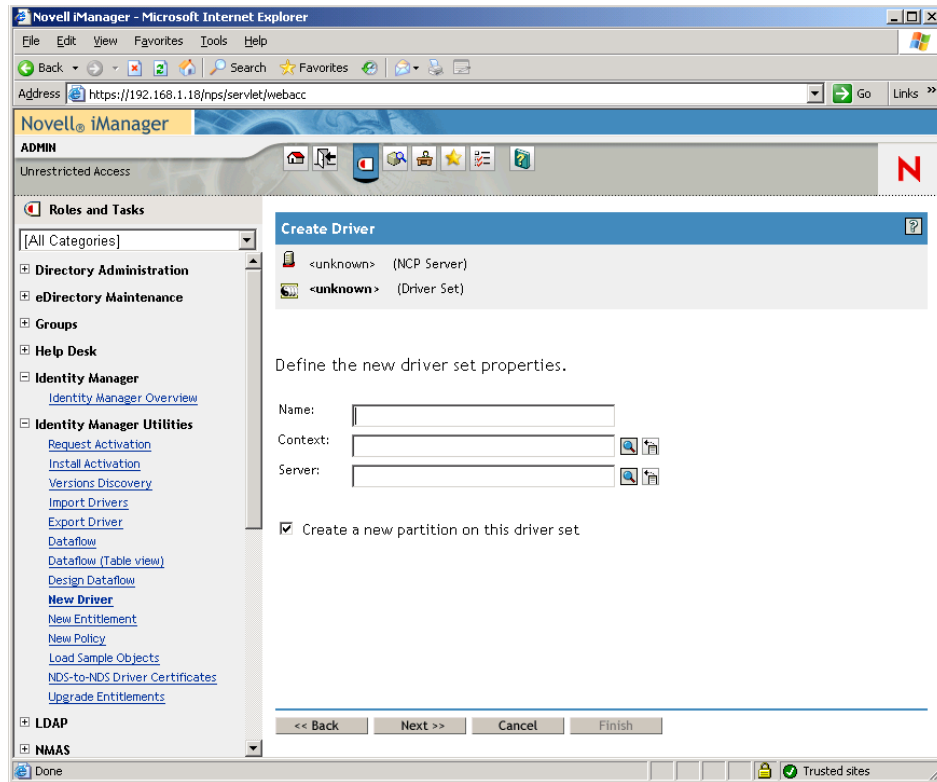 Novell iManager - Microsoft Internet Explorer
File Edit View Favorites Tools Help
Back Search Favorites
Address https://192.168.1.18/nps/servlet/webacc Go Links »
Novell® iManager
ADMIN
Unrestricted Access
N
Roles and Tasks
[All Categories]
Directory Administration
eDirectory Maintenance
Groups
Help Desk
Identity Manager
Identity Manager Overview
Identity Manager Utilities
Request Activation
Install Activation
Versions Discovery
Import Drivers
Export Driver
Dataflow
Dataflow (Table view)
Design Dataflow
New Driver
New Entitlement
New Policy
Load Sample Objects
NDS-to-NDS Driver Certificates
Upgrade Entitlements
LDAP
NMAS
Create Driver ?
<unknown> (NCP Server)
<unknown> (Driver Set)
Define the new driver set properties.
Name:
Context:
Server:
Create a new partition on this driver set
<< Back Next >> Cancel Finish
Done Trusted sites